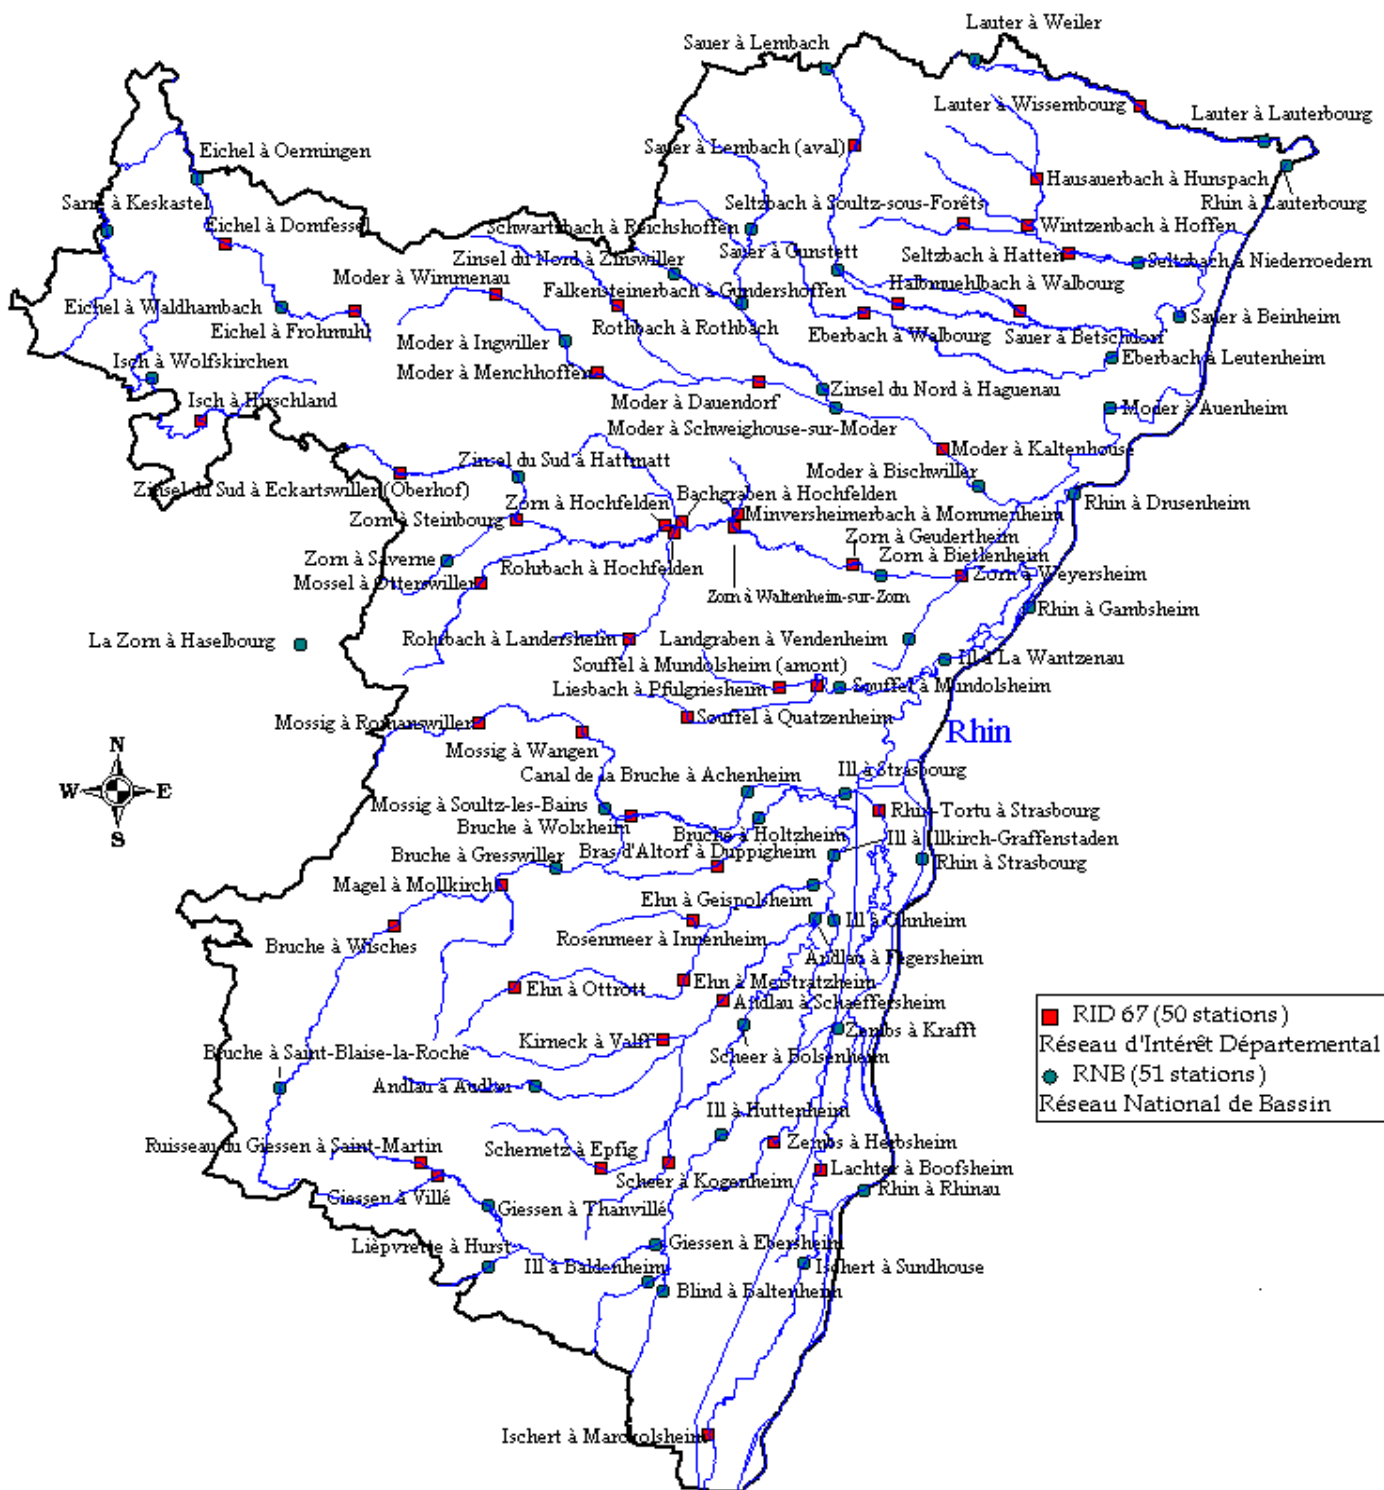 Lauter à Weiler
Sauer à Lembach
Lauter à Wissembourg
Lauter à Lauterbourg
Eichel à Oermingen
Sauer à Lembach (aval)
Hausauerbach à Hunspach
Rhin à Lauterbourg
Sarre à Keskastel
Seltzbach à Soultz-sous-Forêts
Eichel à Domfessel
Schwartzbach à Reichshoffen
Wintzenbach à Hoffen
Zinsel du Nord à Zinswiller
Sauer à Gunstett
Seltzbach à Hatten
Seltzbach à Niederroedern
Moder à Wimmenau
Halbmuehlbach à Walbourg
Eichel à Waldhambach
Falkensteinerbach à Gundershoffen
Eichel à Frohmuhl
Rothbach à Rothbach
Eberbach à Walbourg
Sauer à Betschdorf
Sauer à Beinheim
Moder à Ingwiller
Isch à Wolfskirchen
Eberbach à Leutenheim
Moder à Menchhoffen
Zinsel du Nord à Haguenau
Isch à Hirschland
Moder à Dauendorf
Moder à Auenheim
Moder à Schweighouse-sur-Moder
Moder à Kaltenhouse
Zinsel du Sud à Hattmatt
Moder à Bischwiller
Zinsel du Sud à Eckartswiller (Oberhof)
Bachgraben à Hochfelden
Rhin à Drusenheim
Zorn à Hochfelden
Minversheimerbach à Mommenheim
Zorn à Steinbourg
Zorn à Geudertheim
Zorn à Saverne
Zorn à Bietlenheim
Rohrbach à Hochfelden
Zorn à Weyersheim
Mossel à Otterswiller
Zorn à Waltenheim-sur-Zorn
Rhin à Gambsheim
La Zorn à Haselbourg
Rohrbach à Landersheim
Landgraben à Vendenheim
Souffel à Mundolsheim (amont)
Ill à La Wantzenau
Liesbach à Pfulgriesheim
Souffel à Mundolsheim
Mossig à Romanswiller
Souffel à Quatzenheim
Rhin
Mossig à Wangen
N
W
E
S
Canal de la Bruche à Achenheim
Ill à Strasbourg
Mossig à Soultz-les-Bains
Rhin-Tortu à Strasbourg
Bruche à Wolxheim
Bruche à Holtzheim
Ill à Illkirch-Graffenstaden
Bruche à Gresswiller
Bras d'Altorf à Duppigheim
Rhin à Strasbourg
Magel à Mollkirch
Ehn à Geispolsheim
Ill à Ohnheim
Bruche à Wisches
Rosenmeer à Innenheim
Andlau à Fegersheim
Ehn à Ottrott
Ehn à Meistratzheim
Andlau à Schaeffersheim
Kirneck à Valff
Zembs à Krafft
Bruche à Saint-Blaise-la-Roche
Scheer à Bolsenheim
Andlau à Andlau
Ill à Huttenheim
Ruisseau du Giessen à Saint-Martin
Schernetz à Epfig
Zembs à Herbsheim
Scheer à Kogenheim
Lachter à Boofsheim
Giessen à Villé
Rhin à Rhinau
Giessen à Thanvillé
Lièpvrette à Hurst
Giessen à Ebersheim
Ill à Baldenheim
Ischert à Sundhouse
Blind à Baltenheim
Ischert à Marckolsheim
RID 67 (50 stations)
Réseau d'Intérêt Départemental
RNB (51 stations)
Réseau National de Bassin